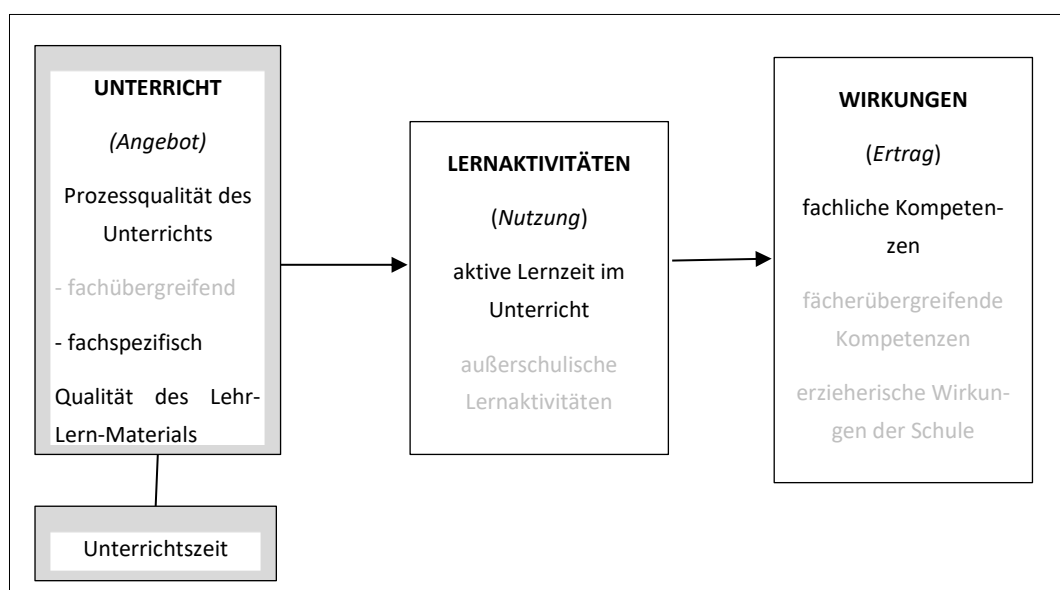 UNTERRICHT
(Angebot)
Prozessqualität des
Unterrichts
- fachübergreifend
- fachspezifisch
Qualität des Lehr-
Lern-Materials
Unterrichtszeit
LERNAKTIVITÄTEN
(Nutzung)
aktive Lernzeit im
Unterricht
außerschulische
Lernaktivitäten
WIRKUNGEN
(Ertrag)
fachliche Kompeten-
zen
fächerübergreifende
Kompetenzen
erzieherische Wirkun-
gen der Schule